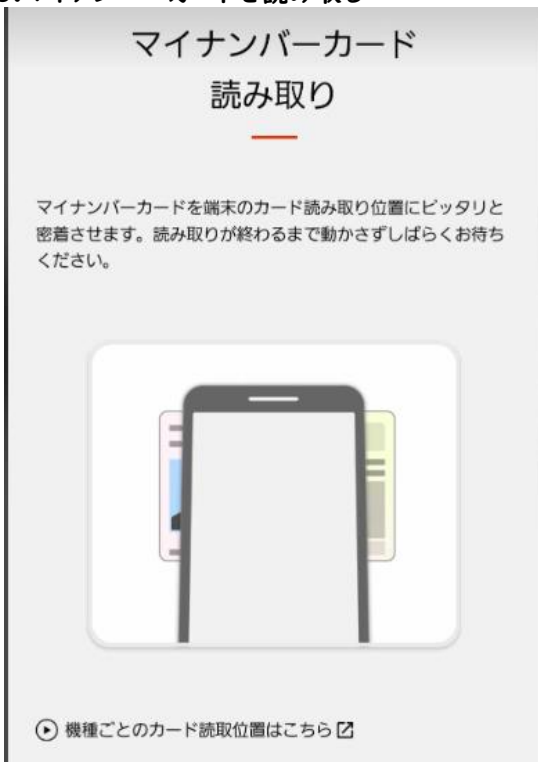 マイナンバーカード
読み取り
マイナンバーカードを端末のカード読み取り位置にピッタリと
密着させます。読み取りが終わるまで動かさずしばらくお待ち
ください。
機種ごとのカード読取位置はこちら